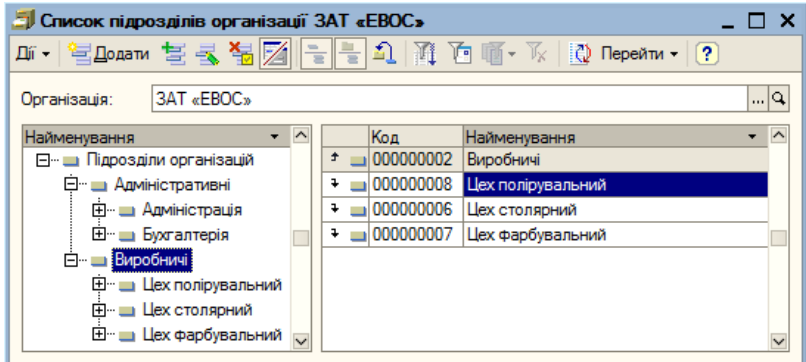 Список підрозділів організації ЗАТ «ЕВОС»
Дії Додати Перейти ?
Організація: ЗАТ «ЕВОС» ...
Найменування
Підрозділи організацій
Адміністративні
Адміністрація
Бухгалтерія
Виробничі
Цех полірувальний
Цех столярний
Цех фарбувальний
Код Найменування
000000002 Виробничі
000000008 Цех полірувальний
000000006 Цех столярний
000000007 Цех фарбувальний